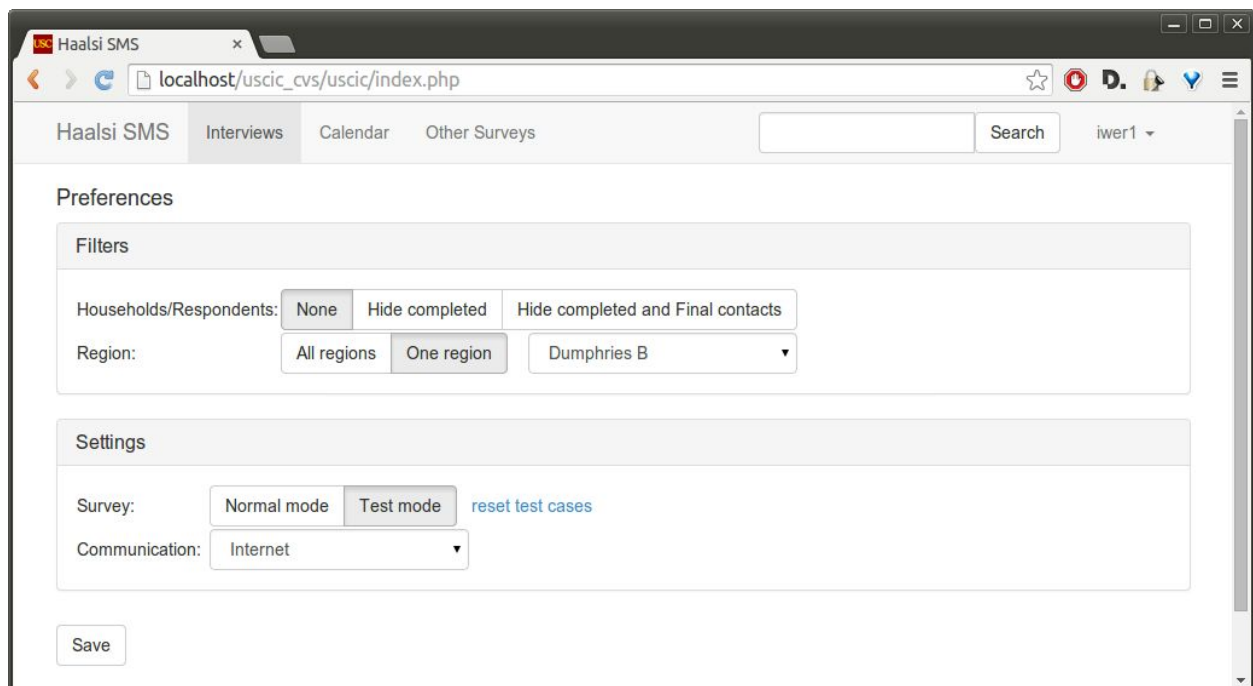 USC Haalsi SMS ×
localhost/uscic_cvs/uscic/index.php D.
Haalsi SMS Interviews Calendar Other Surveys Search iwer1
Preferences
Filters
Households/Respondents: None Hide completed Hide completed and Final contacts
Region: All regions One region Dumphries B
Settings
Survey: Normal mode Test mode reset test cases
Communication: Internet
Save